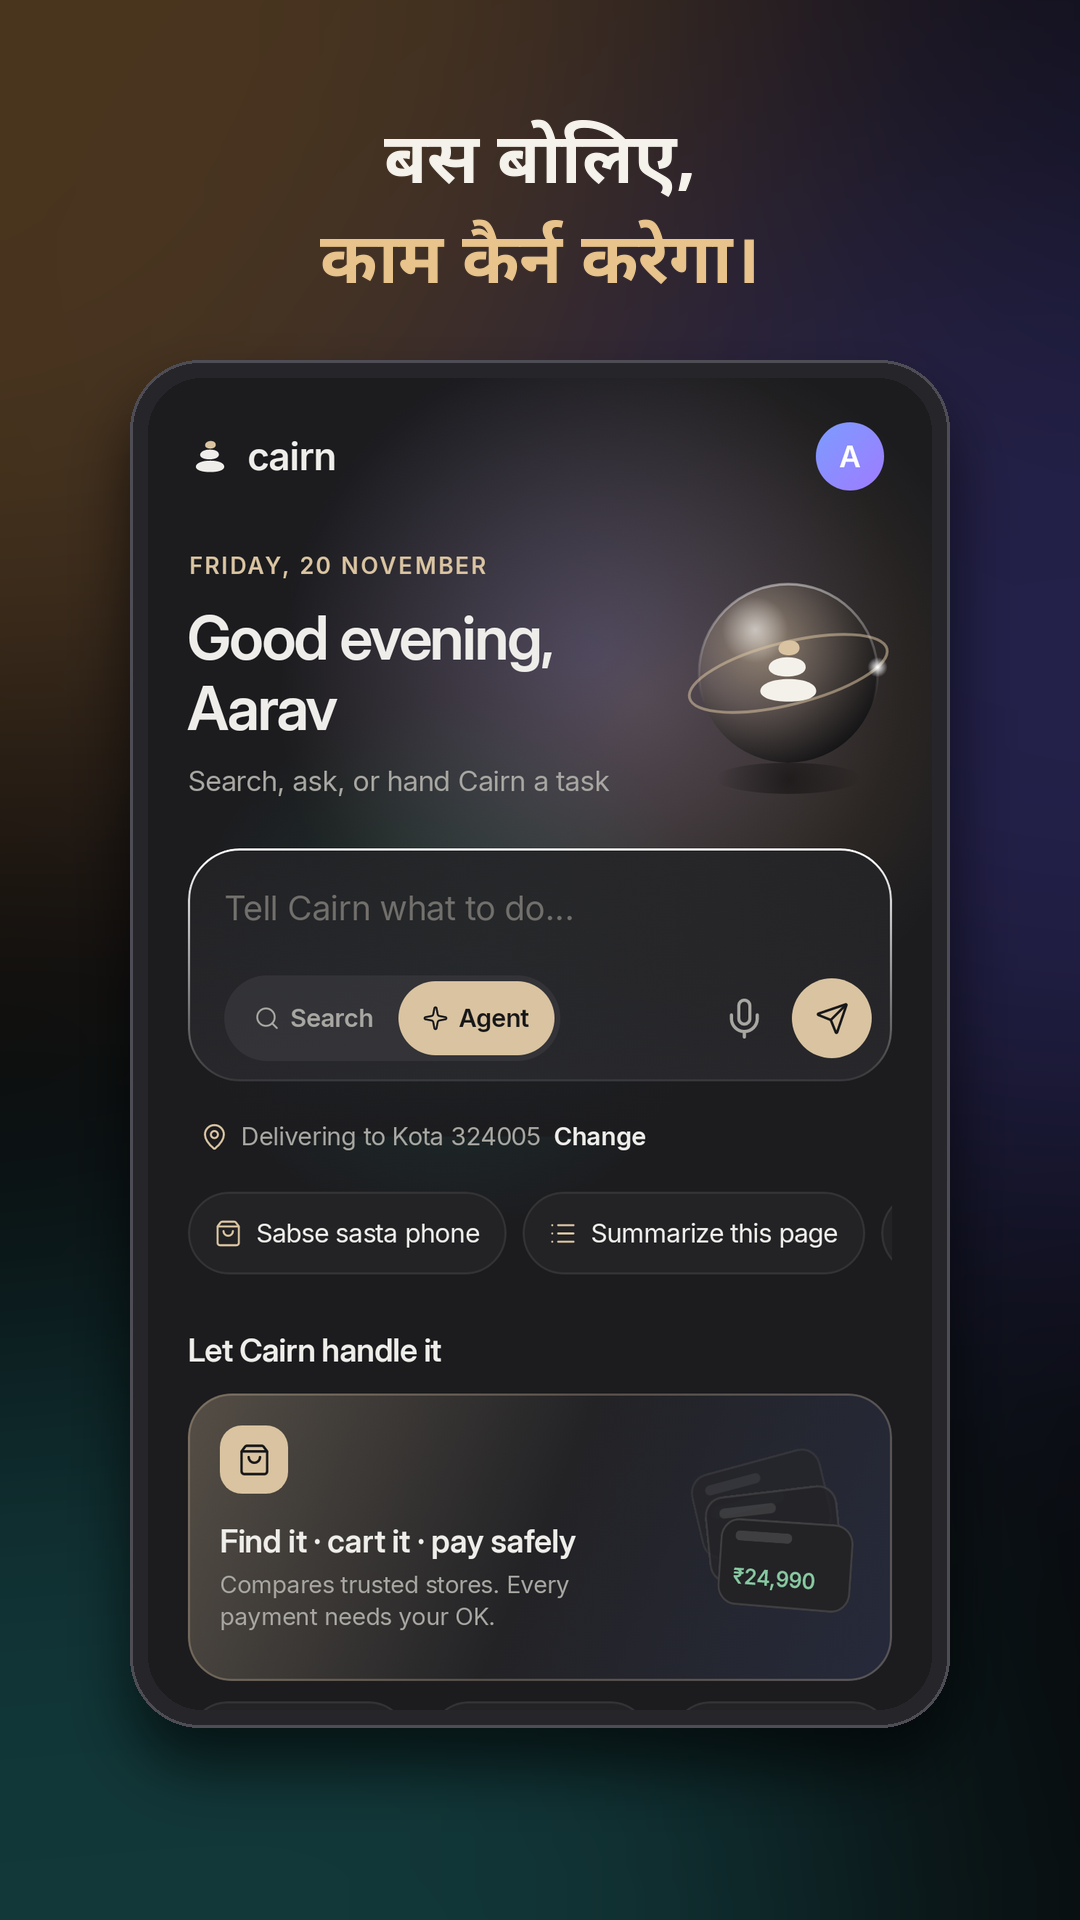 बस बोलिए,
काम कैर्न करेगा।
cairn
A
FRIDAY, 20 NOVEMBER
Good evening,
Aarav
Search, ask, or hand Cairn a task
Tell Cairn what to do...
Search
Agent
Delivering to Kota 324005 Change
Sabse sasta phone
Summarize this page
Let Cairn handle it
Find it · cart it · pay safely
Compares trusted stores. Every
payment needs your OK.
₹24,990